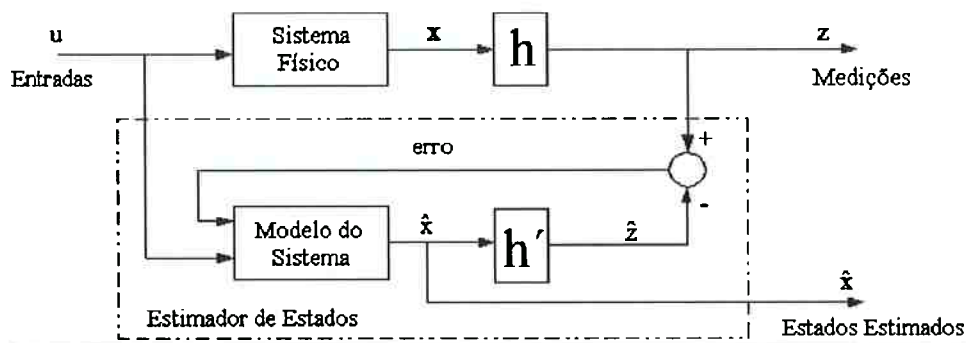 u
Entradas
Sistema
Físico
x
h
z
Medições
+
erro
-
Modelo do
Sistema
x̂
h´
ẑ
x̂
Estimador de Estados
Estados Estimados